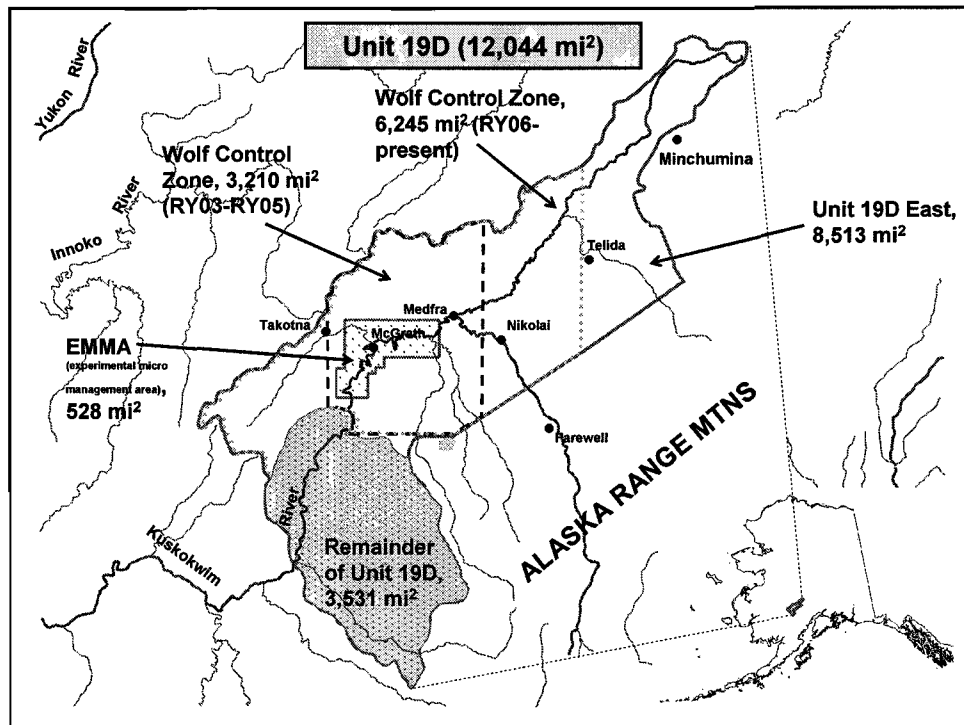 Unit 19D (12,044 mi²)
Yukon River
Wolf Control Zone,
6,245 mi² (RY06-
present)
Minchumina
Wolf Control
Zone, 3,210 mi²
(RY03-RY05)
Innoko
River
Unit 19D East,
8,513 mi²
Telida
Medfra
Takotna
McGrath
Nikolai
EMMA
(experimental micro
management area),
528 mi²
Farewell
ALASKA RANGE MTNS
River
Kuskokwim
Remainder
of Unit 19D,
3,531 mi²